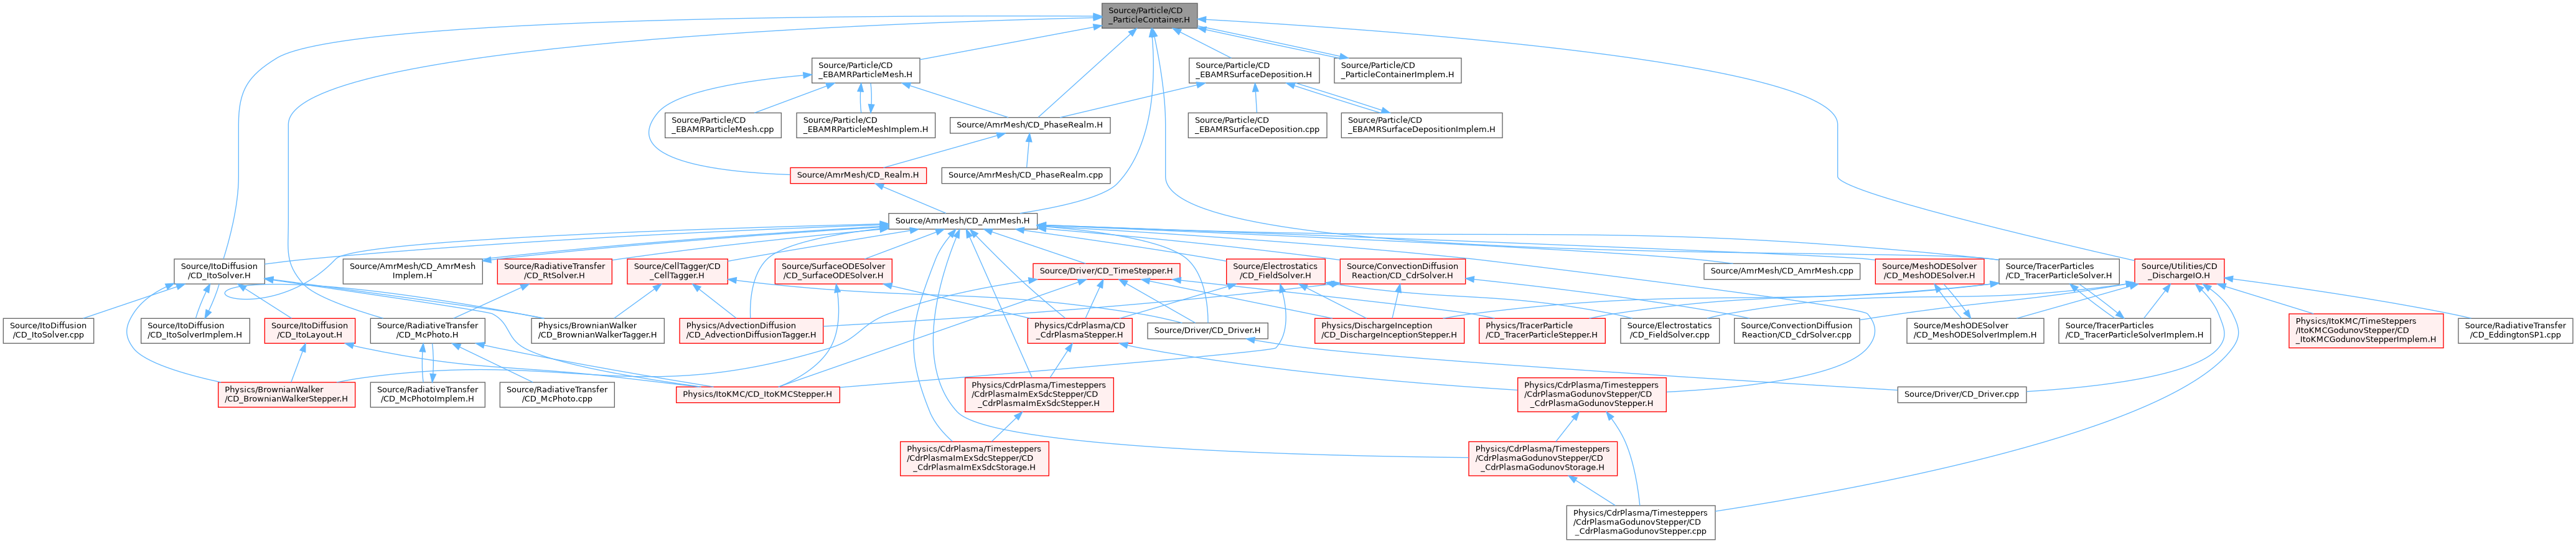 Source/Particle/CD
_ParticleContainer.H
Source/Particle/CD
_EBAMRParticleMesh.H
Source/Particle/CD
_EBAMRSurfaceDeposition.H
Source/Particle/CD
_ParticleContainerImplem.H
Source/Particle/CD
_EBAMRParticleMesh.cpp
Source/Particle/CD
_EBAMRParticleMeshImplem.H
Source/AmrMesh/CD_PhaseRealm.H
Source/Particle/CD
_EBAMRSurfaceDeposition.cpp
Source/Particle/CD
_EBAMRSurfaceDepositionImplem.H
Source/AmrMesh/CD_Realm.H
Source/AmrMesh/CD_PhaseRealm.cpp
Source/AmrMesh/CD_AmrMesh.H
Source/ItoDiffusion
/CD_ItoSolver.H
Source/AmrMesh/CD_AmrMesh
Implem.H
Source/RadiativeTransfer
/CD_RtSolver.H
Source/CellTagger/CD
_CellTagger.H
Source/SurfaceODESolver
/CD_SurfaceODESolver.H
Source/Driver/CD_TimeStepper.H
Source/Electrostatics
/CD_FieldSolver.H
Source/ConvectionDiffusion
Reaction/CD_CdrSolver.H
Source/AmrMesh/CD_AmrMesh.cpp
Source/MeshODESolver
/CD_MeshODESolver.H
Source/TracerParticles
/CD_TracerParticleSolver.H
Source/Utilities/CD
_DischargeIO.H
Source/ItoDiffusion
/CD_ItoSolver.cpp
Source/ItoDiffusion
/CD_ItoSolverImplem.H
Source/ItoDiffusion
/CD_ItoLayout.H
Source/RadiativeTransfer
/CD_McPhoto.H
Physics/BrownianWalker
/CD_BrownianWalkerTagger.H
Physics/AdvectionDiffusion
/CD_AdvectionDiffusionTagger.H
Physics/CdrPlasma/CD
_CdrPlasmaStepper.H
Source/Driver/CD_Driver.H
Physics/DischargeInception
/CD_DischargeInceptionStepper.H
Physics/TracerParticle
/CD_TracerParticleStepper.H
Source/Electrostatics
/CD_FieldSolver.cpp
Source/ConvectionDiffusion
Reaction/CD_CdrSolver.cpp
Source/MeshODESolver
/CD_MeshODESolverImplem.H
Source/TracerParticles
/CD_TracerParticleSolverImplem.H
Physics/ItoKMC/TimeSteppers
/ItoKMCGodunovStepper/CD
_ItoKMCGodunovStepperImplem.H
Source/RadiativeTransfer
/CD_EddingtonSP1.cpp
Physics/BrownianWalker
/CD_BrownianWalkerStepper.H
Source/RadiativeTransfer
/CD_McPhotoImplem.H
Source/RadiativeTransfer
/CD_McPhoto.cpp
Physics/ItoKMC/CD_ItoKMCStepper.H
Physics/CdrPlasma/Timesteppers
/CdrPlasmaImExSdcStepper/CD
_CdrPlasmaImExSdcStepper.H
Physics/CdrPlasma/Timesteppers
/CdrPlasmaGodunovStepper/CD
_CdrPlasmaGodunovStepper.H
Source/Driver/CD_Driver.cpp
Physics/CdrPlasma/Timesteppers
/CdrPlasmaImExSdcStepper/CD
_CdrPlasmaImExSdcStorage.H
Physics/CdrPlasma/Timesteppers
/CdrPlasmaGodunovStepper/CD
_CdrPlasmaGodunovStorage.H
Physics/CdrPlasma/Timesteppers
/CdrPlasmaGodunovStepper/CD
_CdrPlasmaGodunovStepper.cpp